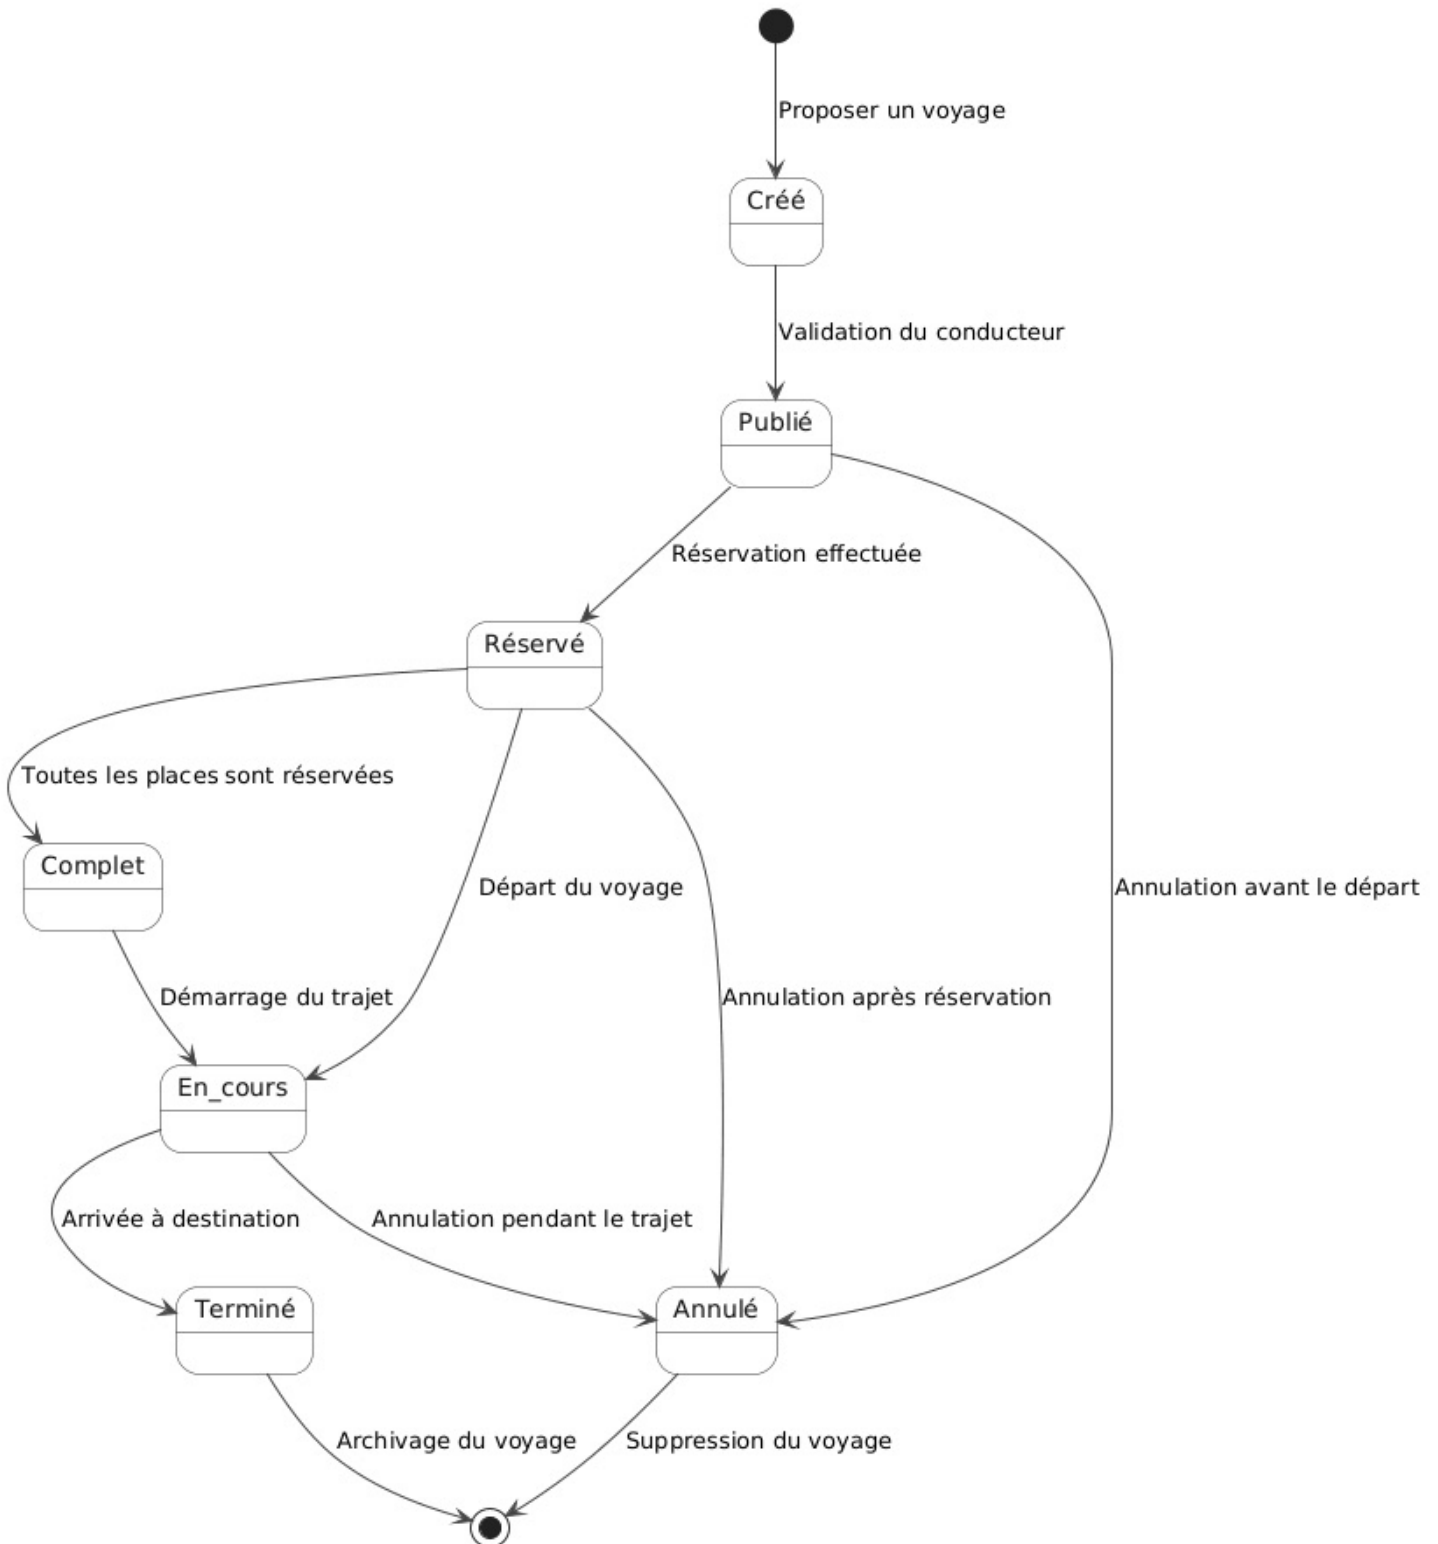 Proposer un voyage
Créé
Validation du conducteur
Publié
Réservation effectuée
Réservé
Toutes les places sont réservées
Complet
Départ du voyage
Annulation avant le départ
Démarrage du trajet
Annulation après réservation
En_cours
Arrivée à destination
Annulation pendant le trajet
Terminé
Annulé
Archivage du voyage
Suppression du voyage